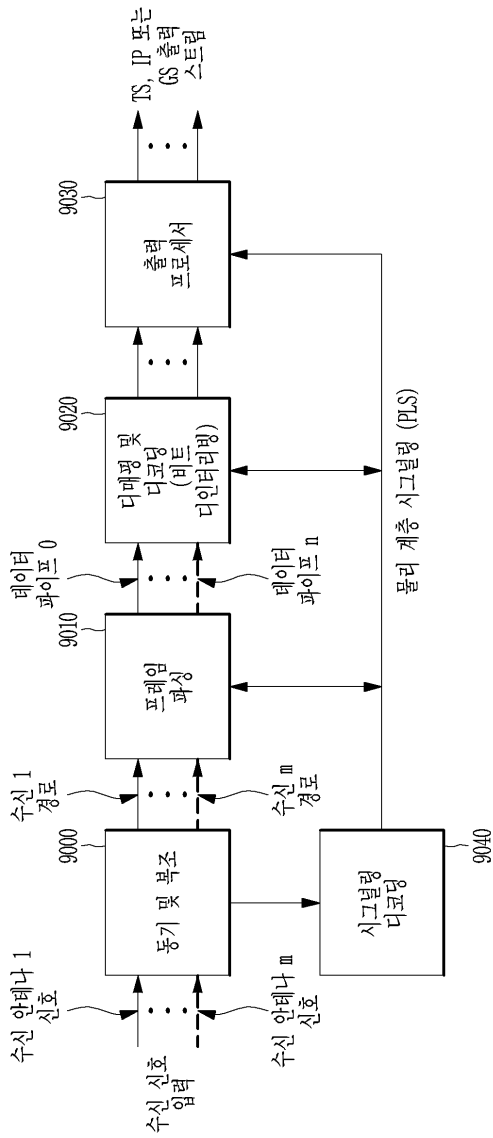 수신 신호
입력
수신 안테나 1
신호
수신 안테나 m
신호
9000
동기 및 복조
수신 1
경로
수신 m
경로
9010
프레임
파싱
데이터
파이프 0
데이터
파이프 n
9020
디매핑 및
디코딩
(비트
디인터리빙)
9030
출력
프로세서
TS, IP 또는
GS 출력
스트림
시그널링
디코딩
9040
물리 계층 시그널링 (PLS)